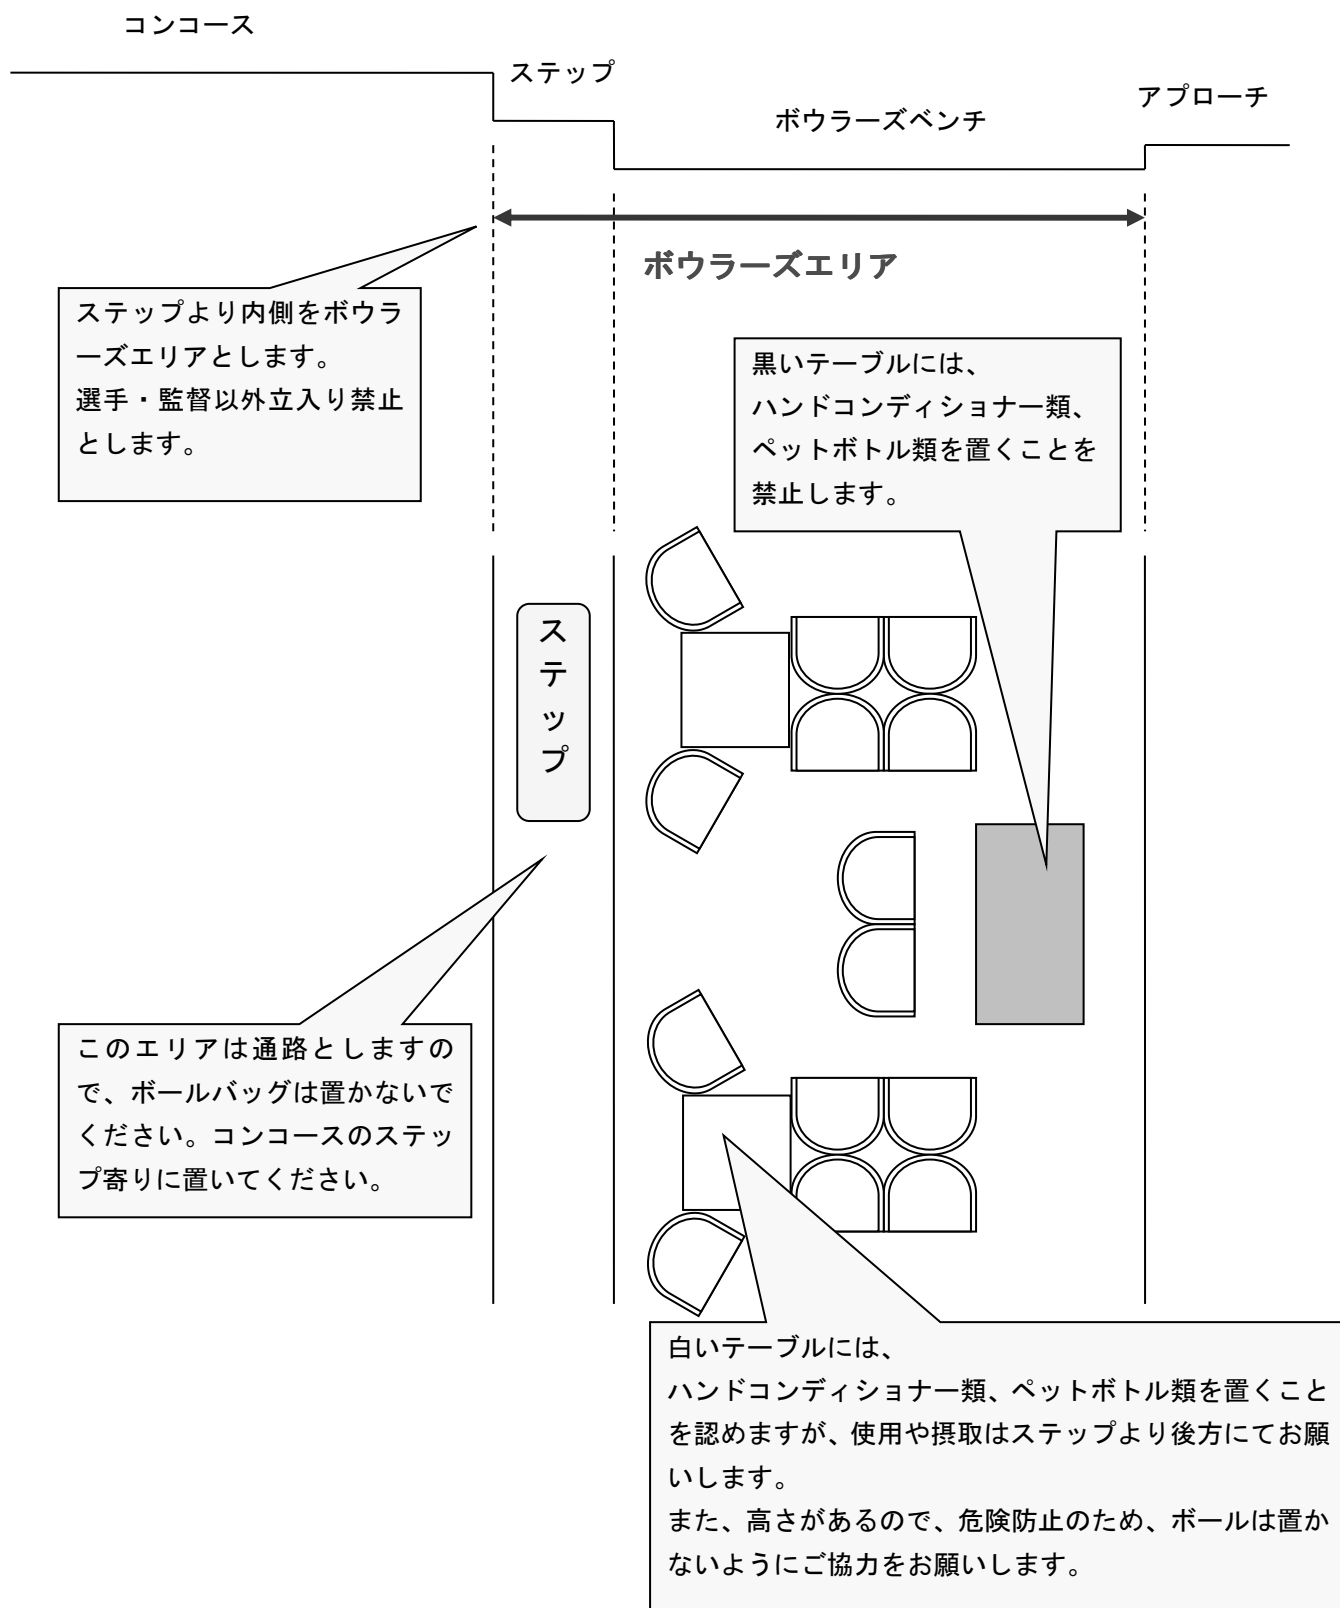 コンコース
ステップ
アプローチ
ボウラーズベンチ
ボウラーズエリア
ステップより内側をボウラ
ーズエリアとします。
選手・監督以外立入り禁止
とします。
黒いテーブルには、
ハンドコンディショナー類、
ペットボトル類を置くことを
禁止します。
ステップ
このエリアは通路としますの
で、ボールバッグは置かないで
ください。コンコースのステッ
プ寄りに置いてください。
白いテーブルには、
ハンドコンディショナー類、ペットボトル類を置くこと
を認めますが、使用や摂取はステップより後方にてお願
いします。
また、高さがあるので、危険防止のため、ボールは置か
ないようにご協力をお願いします。